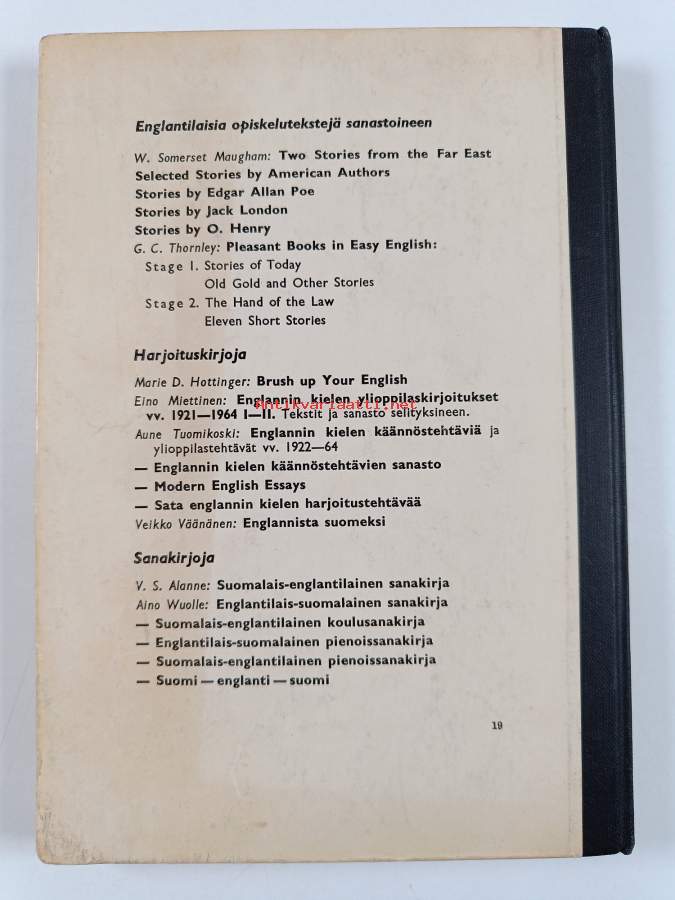 Englantilaisia opiskelutekstejä sanastoineen
W. Somerset Maugham: Two Stories from the Far East
Selected Stories by American Authors
Stories by Edgar Allan Poe
Stories by Jack London
Stories by O. Henry
G. C. Thornley: Pleasant Books in Easy English:
Stage 1. Stories of Today
Old Gold and Other Stories
Stage 2. The Hand of the Law
Eleven Short Stories
Harjoituskirjoja
Marie D. Hottinger: Brush up Your English
Eino Miettinen: Englannin kielen ylioppilaskirjoitukset
Antikvariaatti.net
vv. 1921—1964 I—II. Tekstit ja sanasto selityksineen.
Aune Tuomikoski: Englannin kielen käännöstehtäviä ja
ylioppilastehtävät vv. 1922—64
— Englannin kielen käännöstehtävien sanasto
— Modern English Essays
— Sata englannin kielen harjoitustehtävää
Veikko Väänänen: Englannista suomeksi
Sanakirjoja
V. S. Alanne: Suomalais-englantilainen sanakirja
Aino Wuolle: Englantilais-suomalainen sanakirja
— Suomalais-englantilainen koulusanakirja
— Englantilais-suomalainen pienoissanakirja
— Suomalais-englantilainen pienoissanakirja
— Suomi — englanti — suomi
19